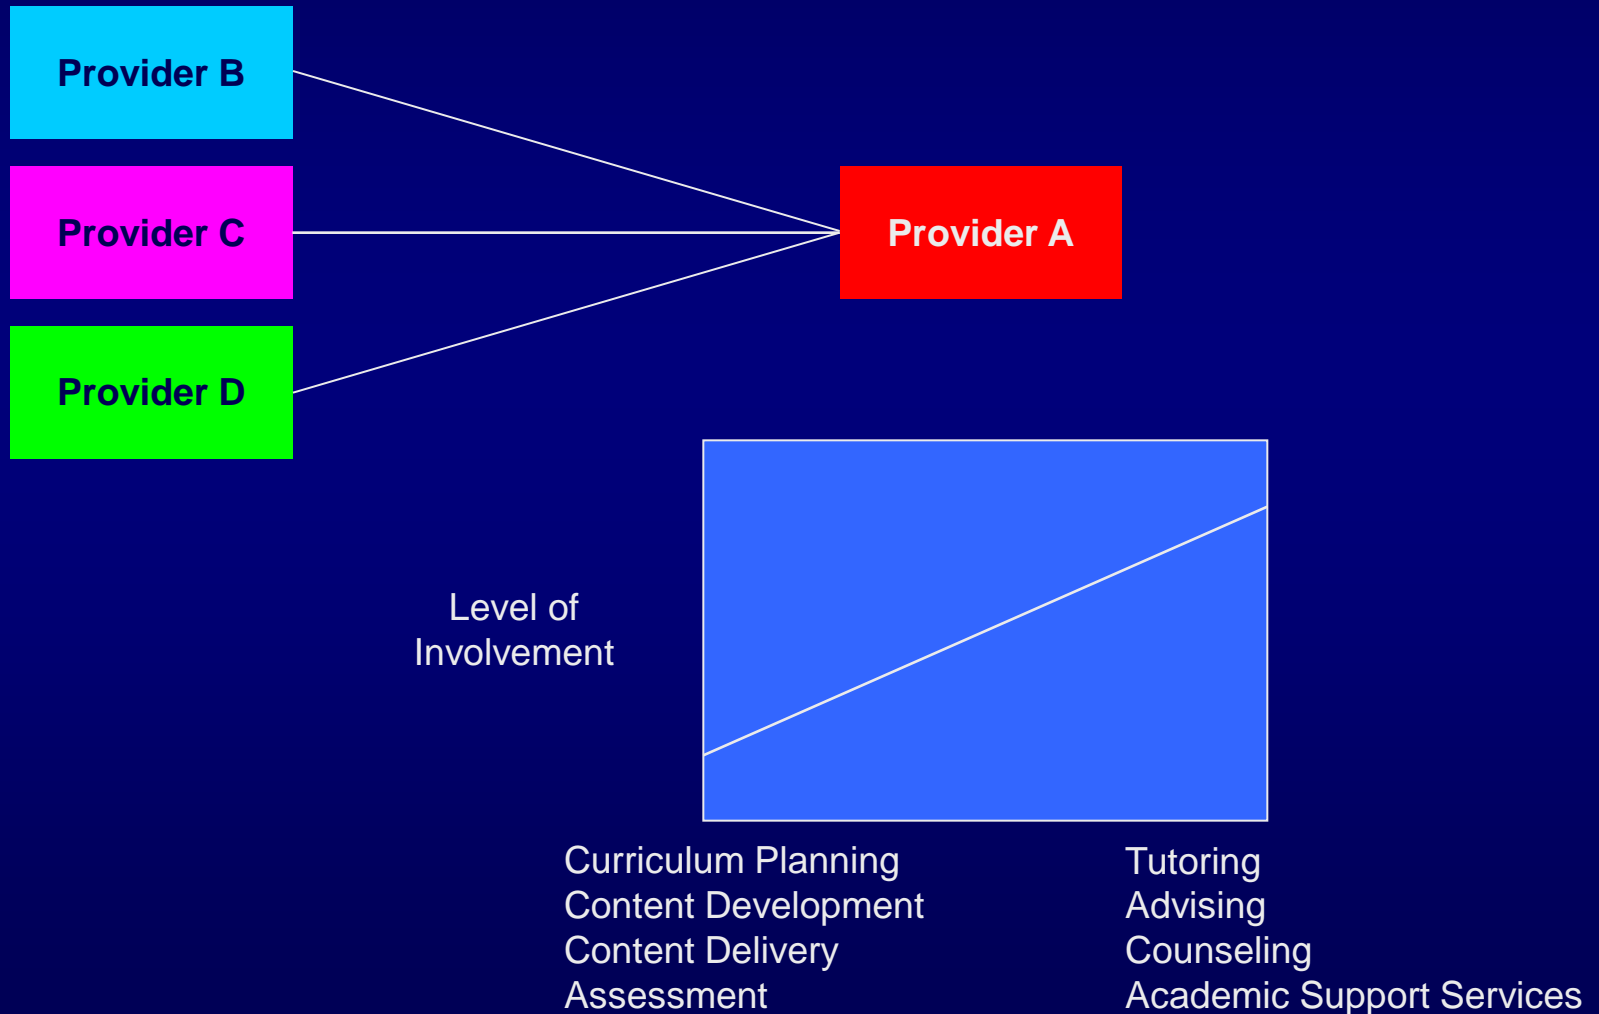 Provider B
Provider C
Provider A
Provider D
Level of
Involvement
Curriculum Planning
Content Development
Content Delivery
Assessment
Tutoring
Advising
Counseling
Academic Support Services